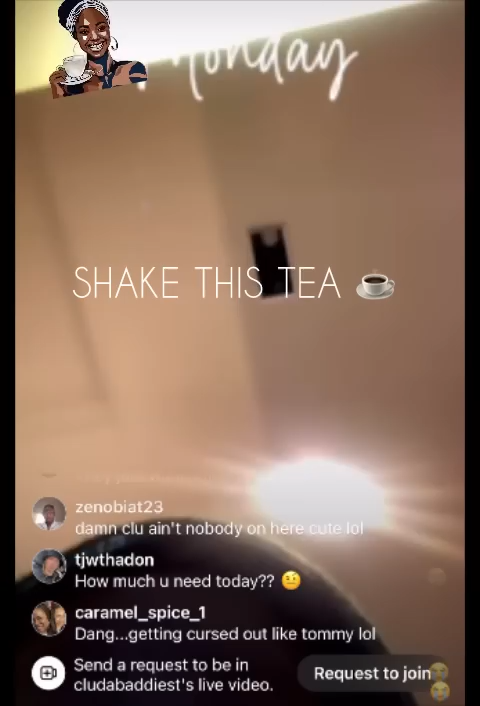 Monday
SHAKE THIS TEA ☕
zenobiat23
damn clu ain't nobody on here cute lol
tjwthadon
How much u need today?? 🤨
caramel_spice_1
Dang...getting cursed out like tommy lol
Send a request to be in
cludabaddiest's live video.
Request to join